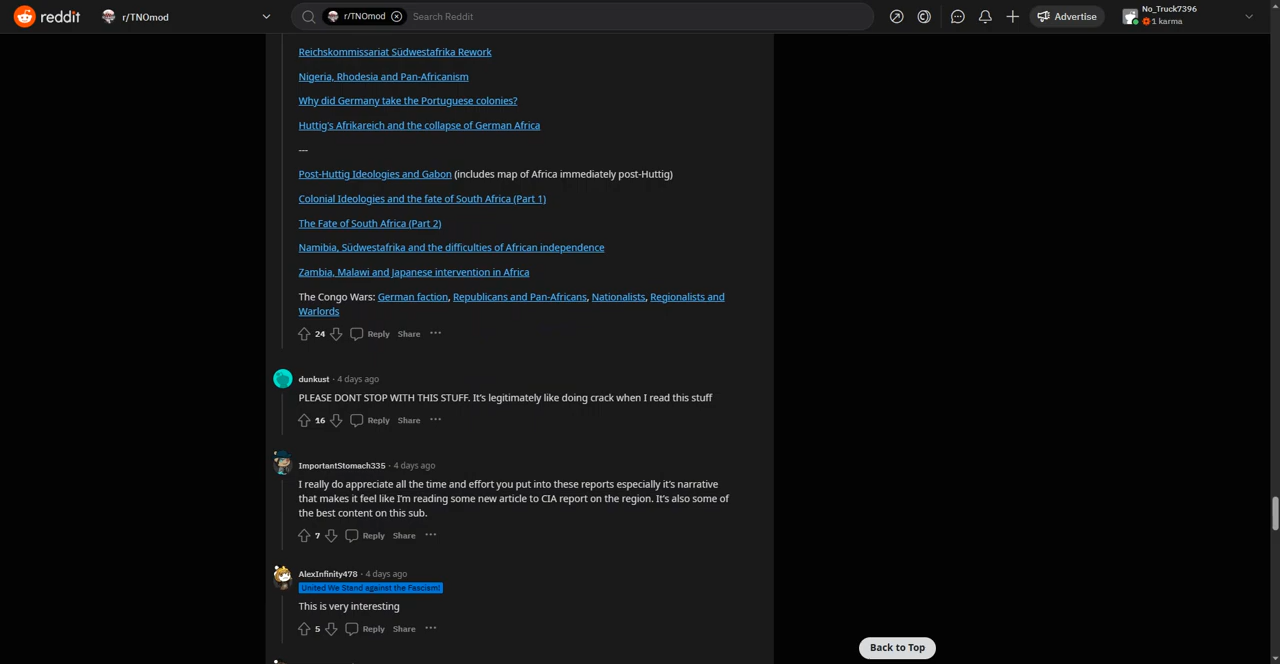 reddit
r/TNOmod
r/TNOmod
Search Reddit
Advertise
No_Truck7396
1 karma
Reichskommissariat Südwestafrika Rework
Nigeria, Rhodesia and Pan-Africanism
Why did Germany take the Portuguese colonies?
Huttig's Afrikareich and the collapse of German Africa
---
Post-Huttig Ideologies and Gabon (includes map of Africa immediately post-Huttig)
Colonial Ideologies and the fate of South Africa (Part 1)
The Fate of South Africa (Part 2)
Namibia, Südwestafrika and the difficulties of African independence
Zambia, Malawi and Japanese intervention in Africa
The Congo Wars: German faction, Republicans and Pan-Africans, Nationalists, Regionalists and
Warlords
24 Reply Share ···
dunkust · 4 days ago
PLEASE DONT STOP WITH THIS STUFF. It's legitimately like doing crack when I read this stuff
16 Reply Share ···
ImportantStomach335 · 4 days ago
I really do appreciate all the time and effort you put into these reports especially it's narrative
that makes it feel like I'm reading some new article to CIA report on the region. It's also some of
the best content on this sub.
7 Reply Share ···
AlexInfinity478 · 4 days ago
United We Stand against the Fascism!
This is very interesting
5 Reply Share ···
Back to Top